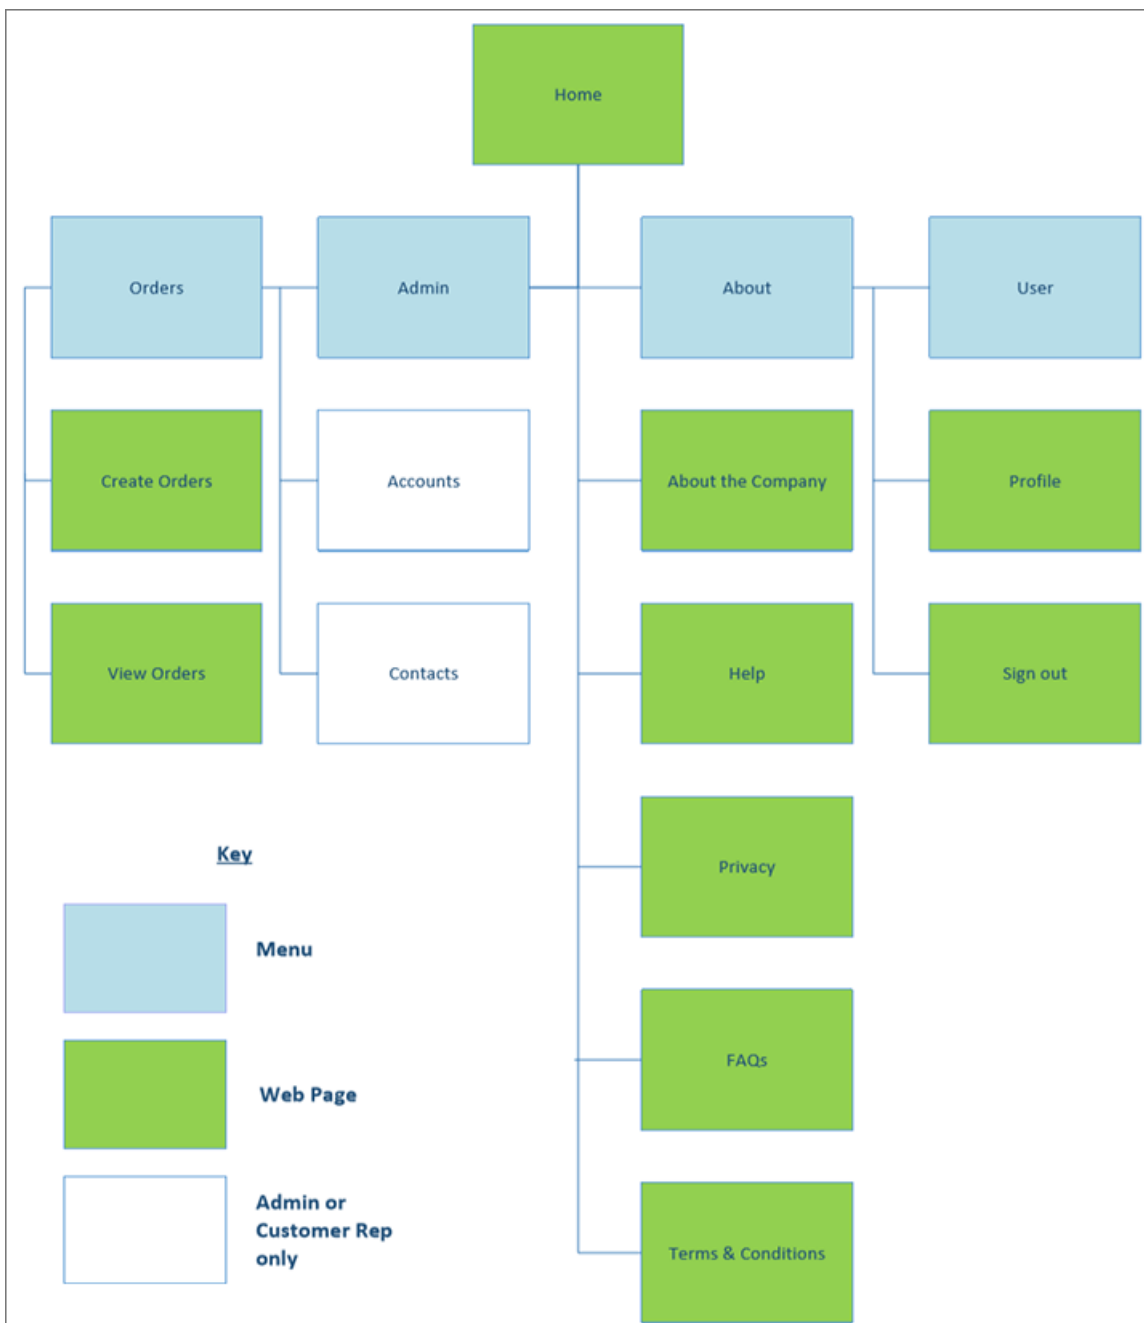 Home
Orders
Admin
About
User
Create Orders
Accounts
About the Company
Profile
View Orders
Contacts
Help
Sign out
Privacy
FAQs
Terms & Conditions
Key
Menu
Web Page
Admin or
Customer Rep
only